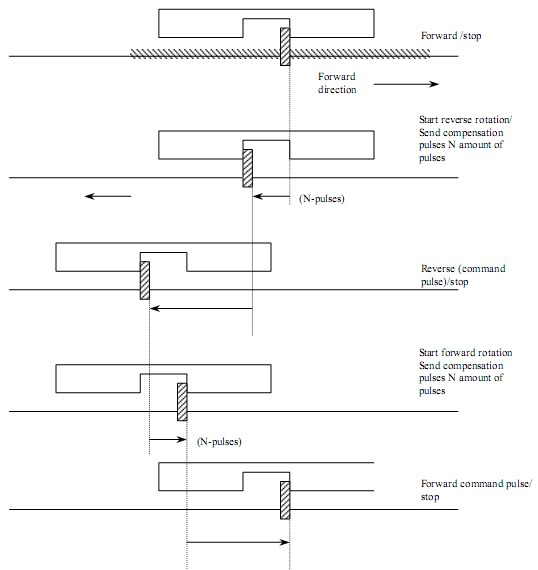 Forward /stop
Forward
direction
Start reverse rotation/
Send compensation
pulses N amount of
pulses
(N-pulses)
Reverse (command
pulse)/stop
Start forward rotation
Send compensation
pulses N amount of
pulses
(N-pulses)
Forward command pulse/
stop